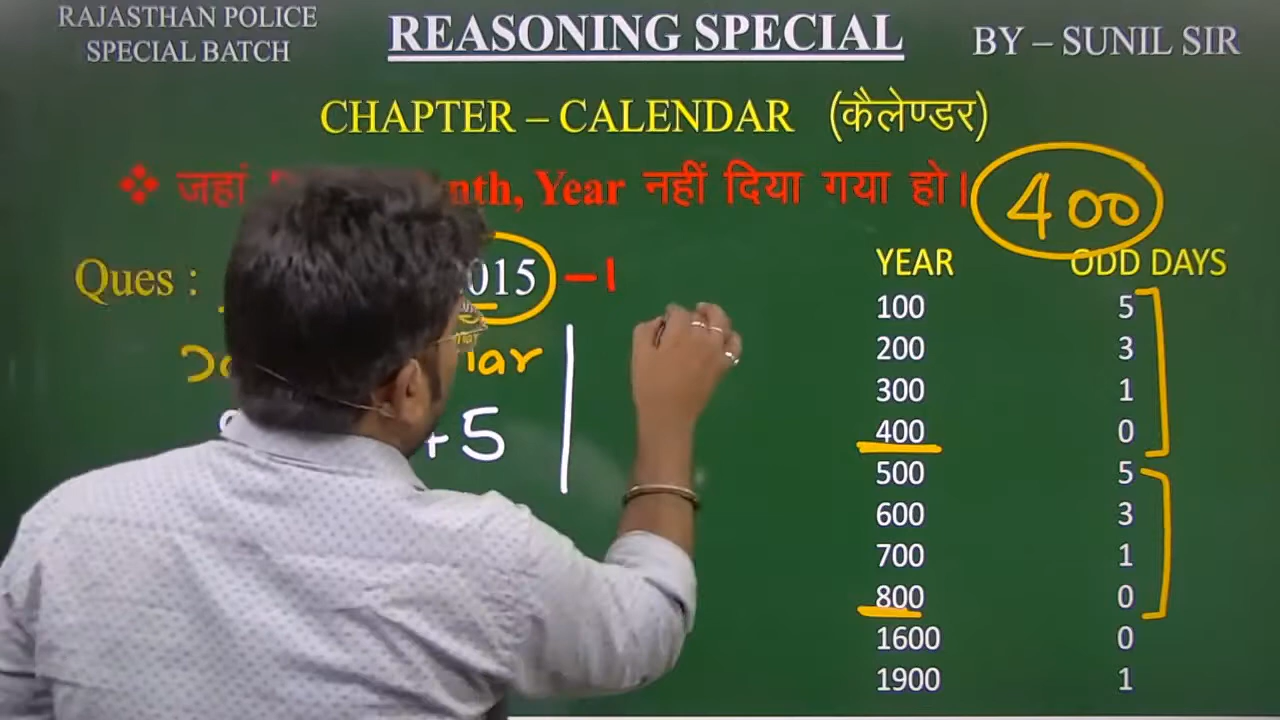 RAJASTHAN POLICE
SPECIAL BATCH
REASONING SPECIAL
BY – SUNIL SIR
CHAPTER – CALENDAR (कैलेण्डर)
❖ जहां Year नहीं दिया गया हो।
400
Ques : 015 –1
+5
YEAR ODD DAYS
100 5
200 3
300 1
400 0
500 5
600 3
700 1
800 0
1600 0
1900 1